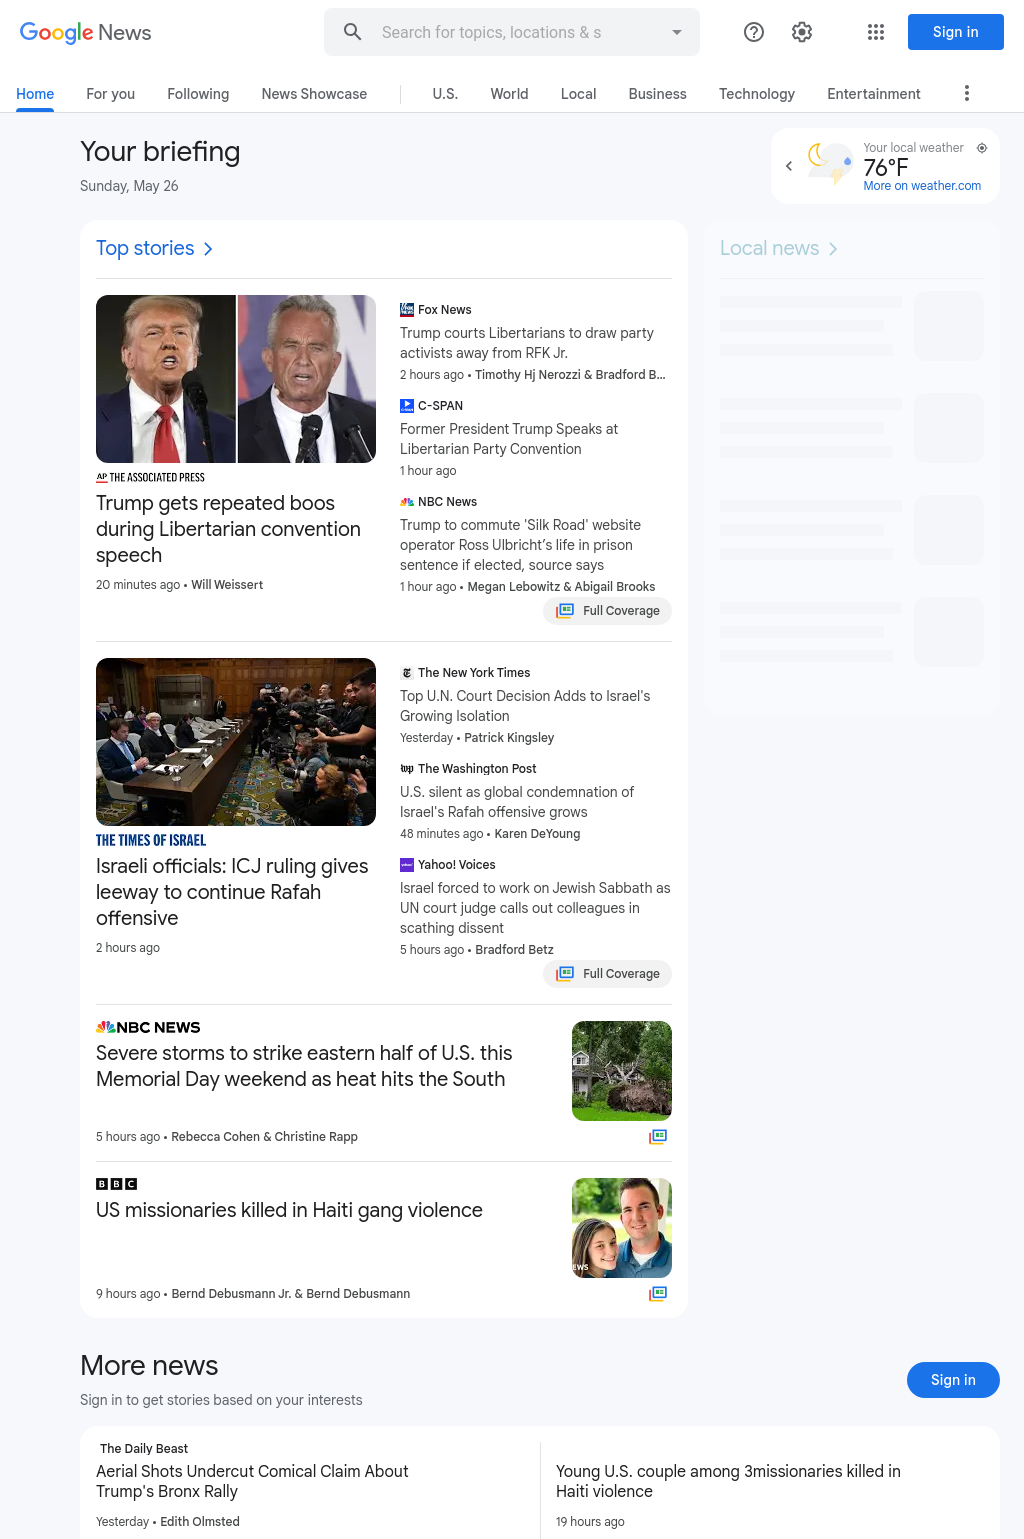 Google News
Search for topics, locations & s
Sign in
Home
For you
Following
News Showcase
U.S.
World
Local
Business
Technology
Entertainment
Your briefing
Sunday, May 26
Your local weather
76°F
More on weather.com
Top stories
Local news
AP THE ASSOCIATED PRESS
Trump gets repeated boos
during Libertarian convention
speech
20 minutes ago • Will Weissert
Fox News
Trump courts Libertarians to draw party
activists away from RFK Jr.
2 hours ago • Timothy Hj Nerozzi & Bradford B...
C-SPAN
Former President Trump Speaks at
Libertarian Party Convention
1 hour ago
NBC News
Trump to commute 'Silk Road' website
operator Ross Ulbricht’s life in prison
sentence if elected, source says
1 hour ago • Megan Lebowitz & Abigail Brooks
Full Coverage
THE TIMES OF ISRAEL
Israeli officials: ICJ ruling gives
leeway to continue Rafah
offensive
2 hours ago
The New York Times
Top U.N. Court Decision Adds to Israel's
Growing Isolation
Yesterday • Patrick Kingsley
The Washington Post
U.S. silent as global condemnation of
Israel's Rafah offensive grows
48 minutes ago • Karen DeYoung
Yahoo! Voices
Israel forced to work on Jewish Sabbath as
UN court judge calls out colleagues in
scathing dissent
5 hours ago • Bradford Betz
Full Coverage
NBC NEWS
Severe storms to strike eastern half of U.S. this
Memorial Day weekend as heat hits the South
5 hours ago • Rebecca Cohen & Christine Rapp
BBC
US missionaries killed in Haiti gang violence
EWS
9 hours ago • Bernd Debusmann Jr. & Bernd Debusmann
More news
Sign in to get stories based on your interests
Sign in
The Daily Beast
Aerial Shots Undercut Comical Claim About
Trump's Bronx Rally
Yesterday • Edith Olmsted
Young U.S. couple among 3missionaries killed in
Haiti violence
19 hours ago